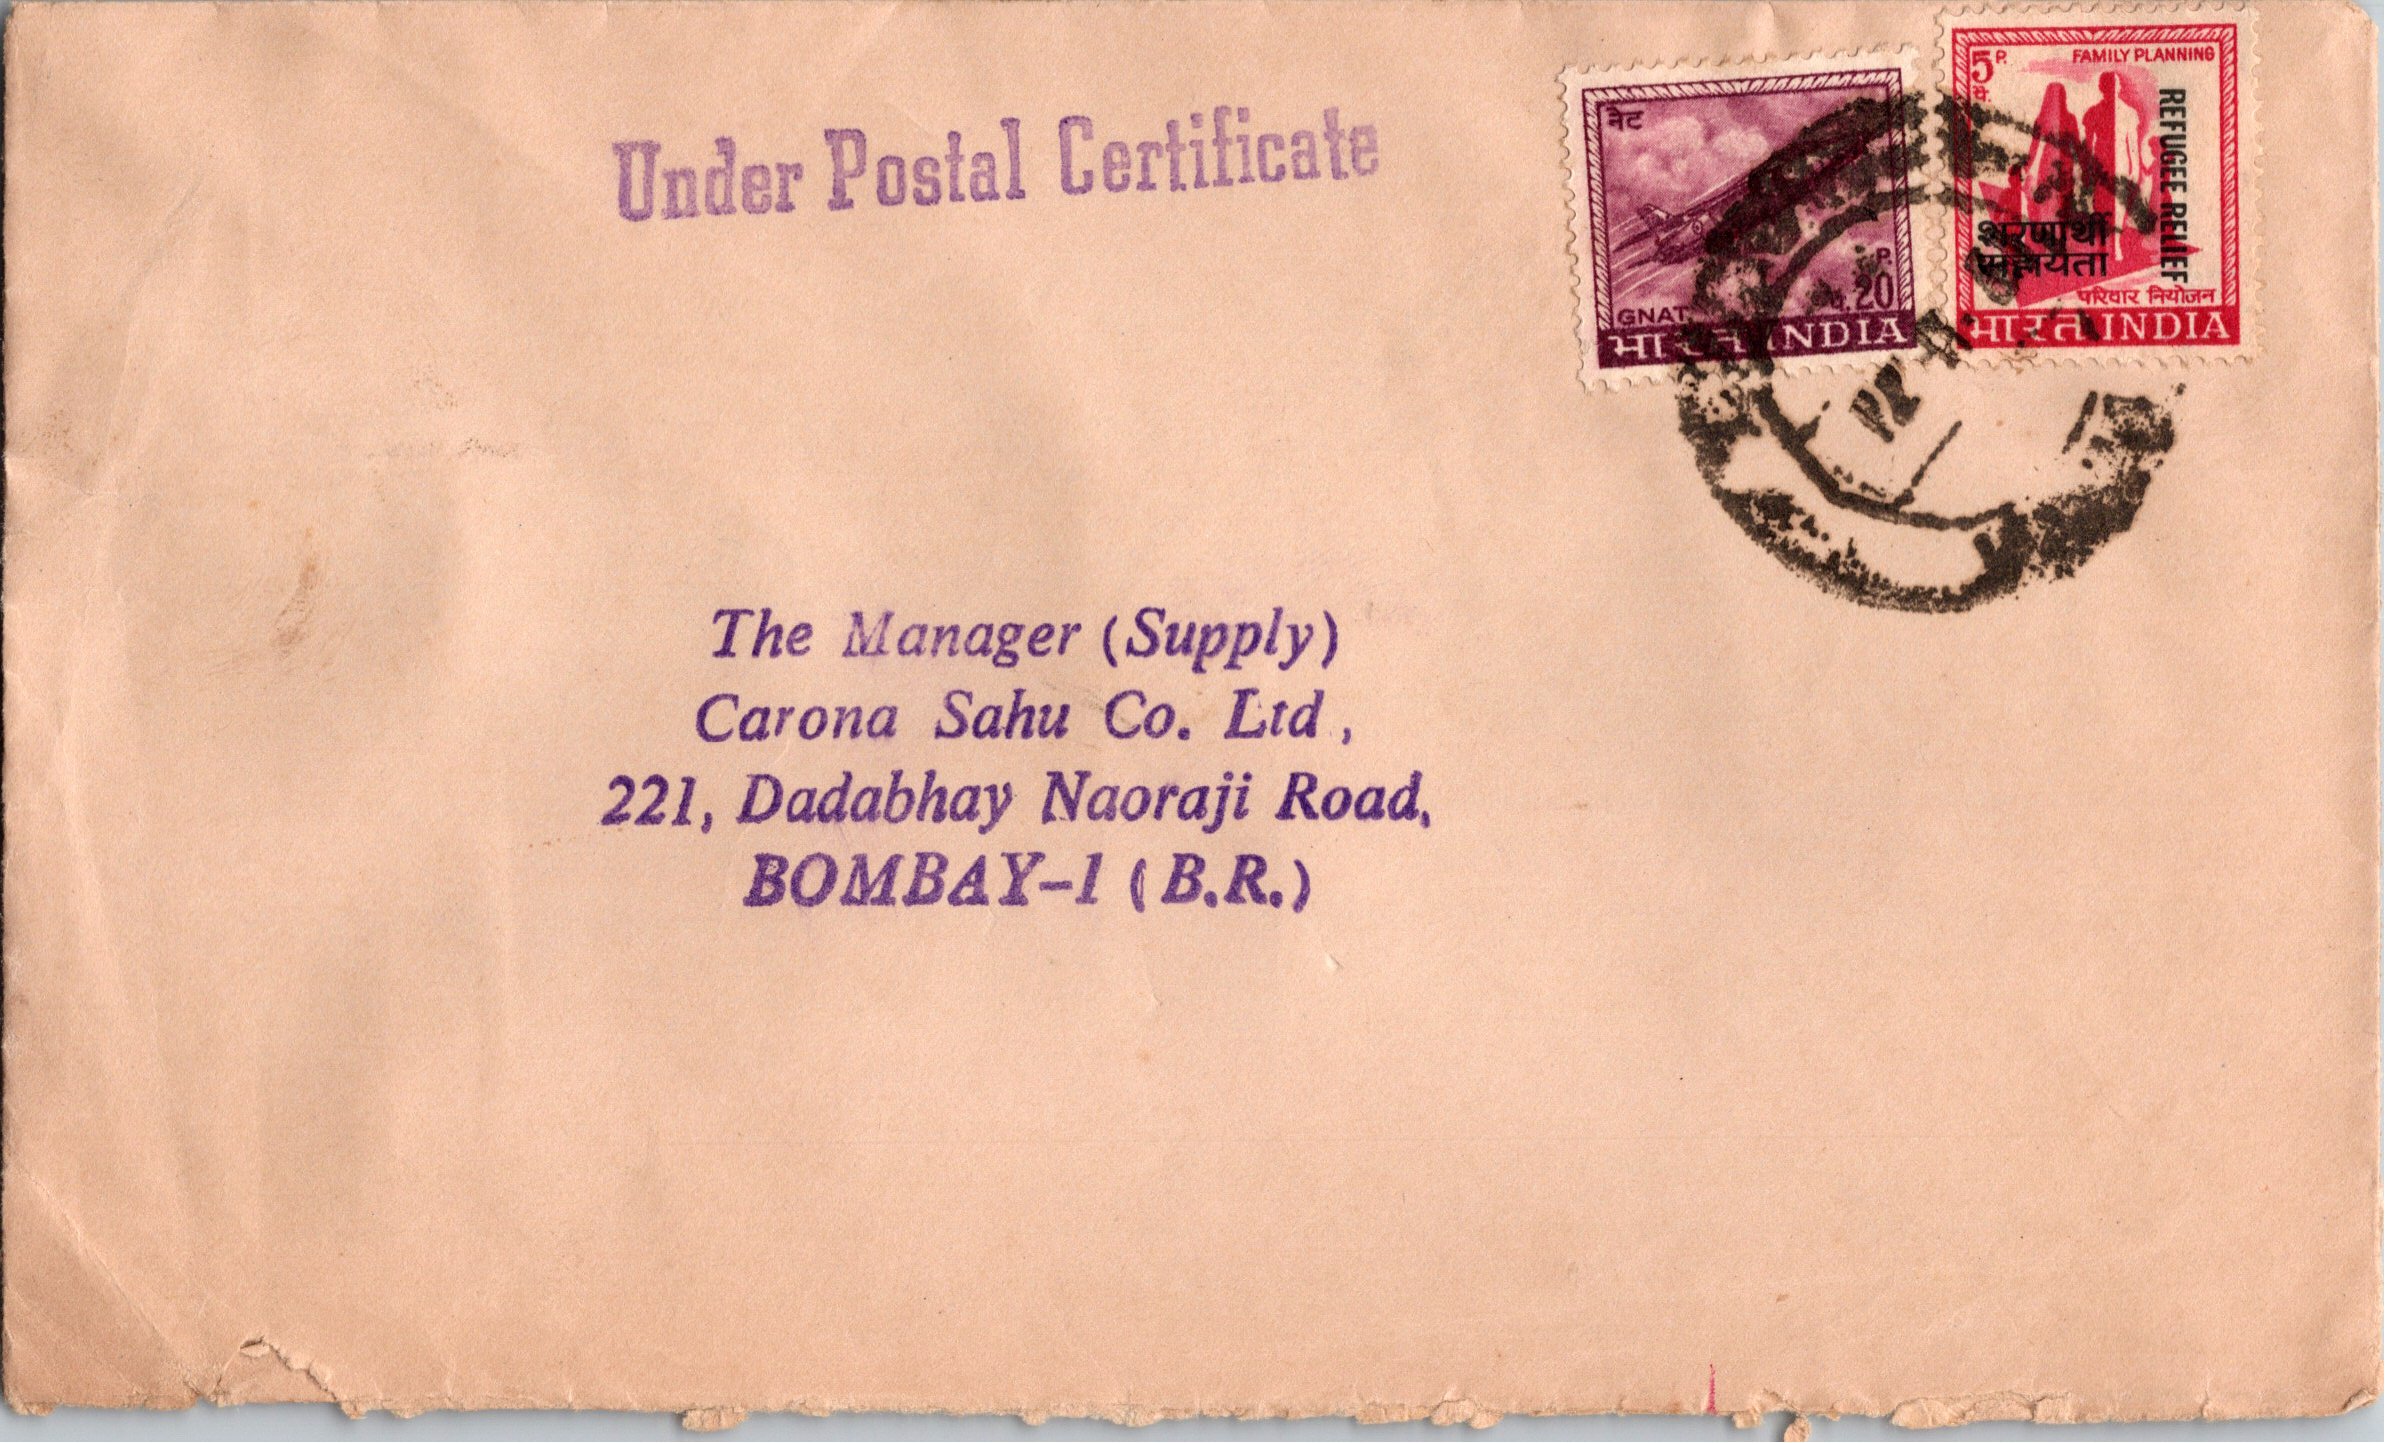 Under Postal Certificate
नेट
P.
20
GNAT
भारत INDIA
5 P.
पै.
FAMILY PLANNING
REFUGEE RELIEF
शरणार्थी
सहायता
परिवार नियोजन
भारत INDIA
The Manager (Supply)
Carona Sahu Co. Ltd,
221, Dadabhay Naoraji Road,
BOMBAY-1 (B.R.)